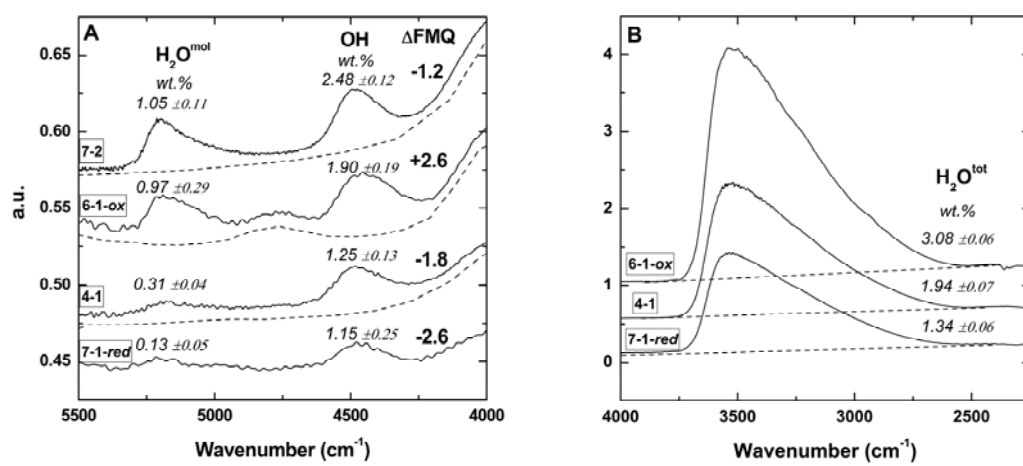 A
H₂Oᵐᵒˡ
wt.%
1.05 ±0.11
OH
wt.%
2.48 ±0.12
ΔFMQ
-1.2
7-2
0.97 ±0.29
1.90 ±0.19
+2.6
6-1-ox
0.31 ±0.04
1.25 ±0.13
-1.8
4-1
0.13 ±0.05
1.15 ±0.25
-2.6
7-1-red
0.65
0.60
0.55
0.50
0.45
a.u.
5500 5000 4500 4000
Wavenumber (cm⁻¹)
B
H₂Oᵗᵒᵗ
wt.%
3.08 ±0.06
6-1-ox
1.94 ±0.07
4-1
1.34 ±0.06
7-1-red
4
3
2
1
0
4000 3500 3000 2500
Wavenumber (cm⁻¹)